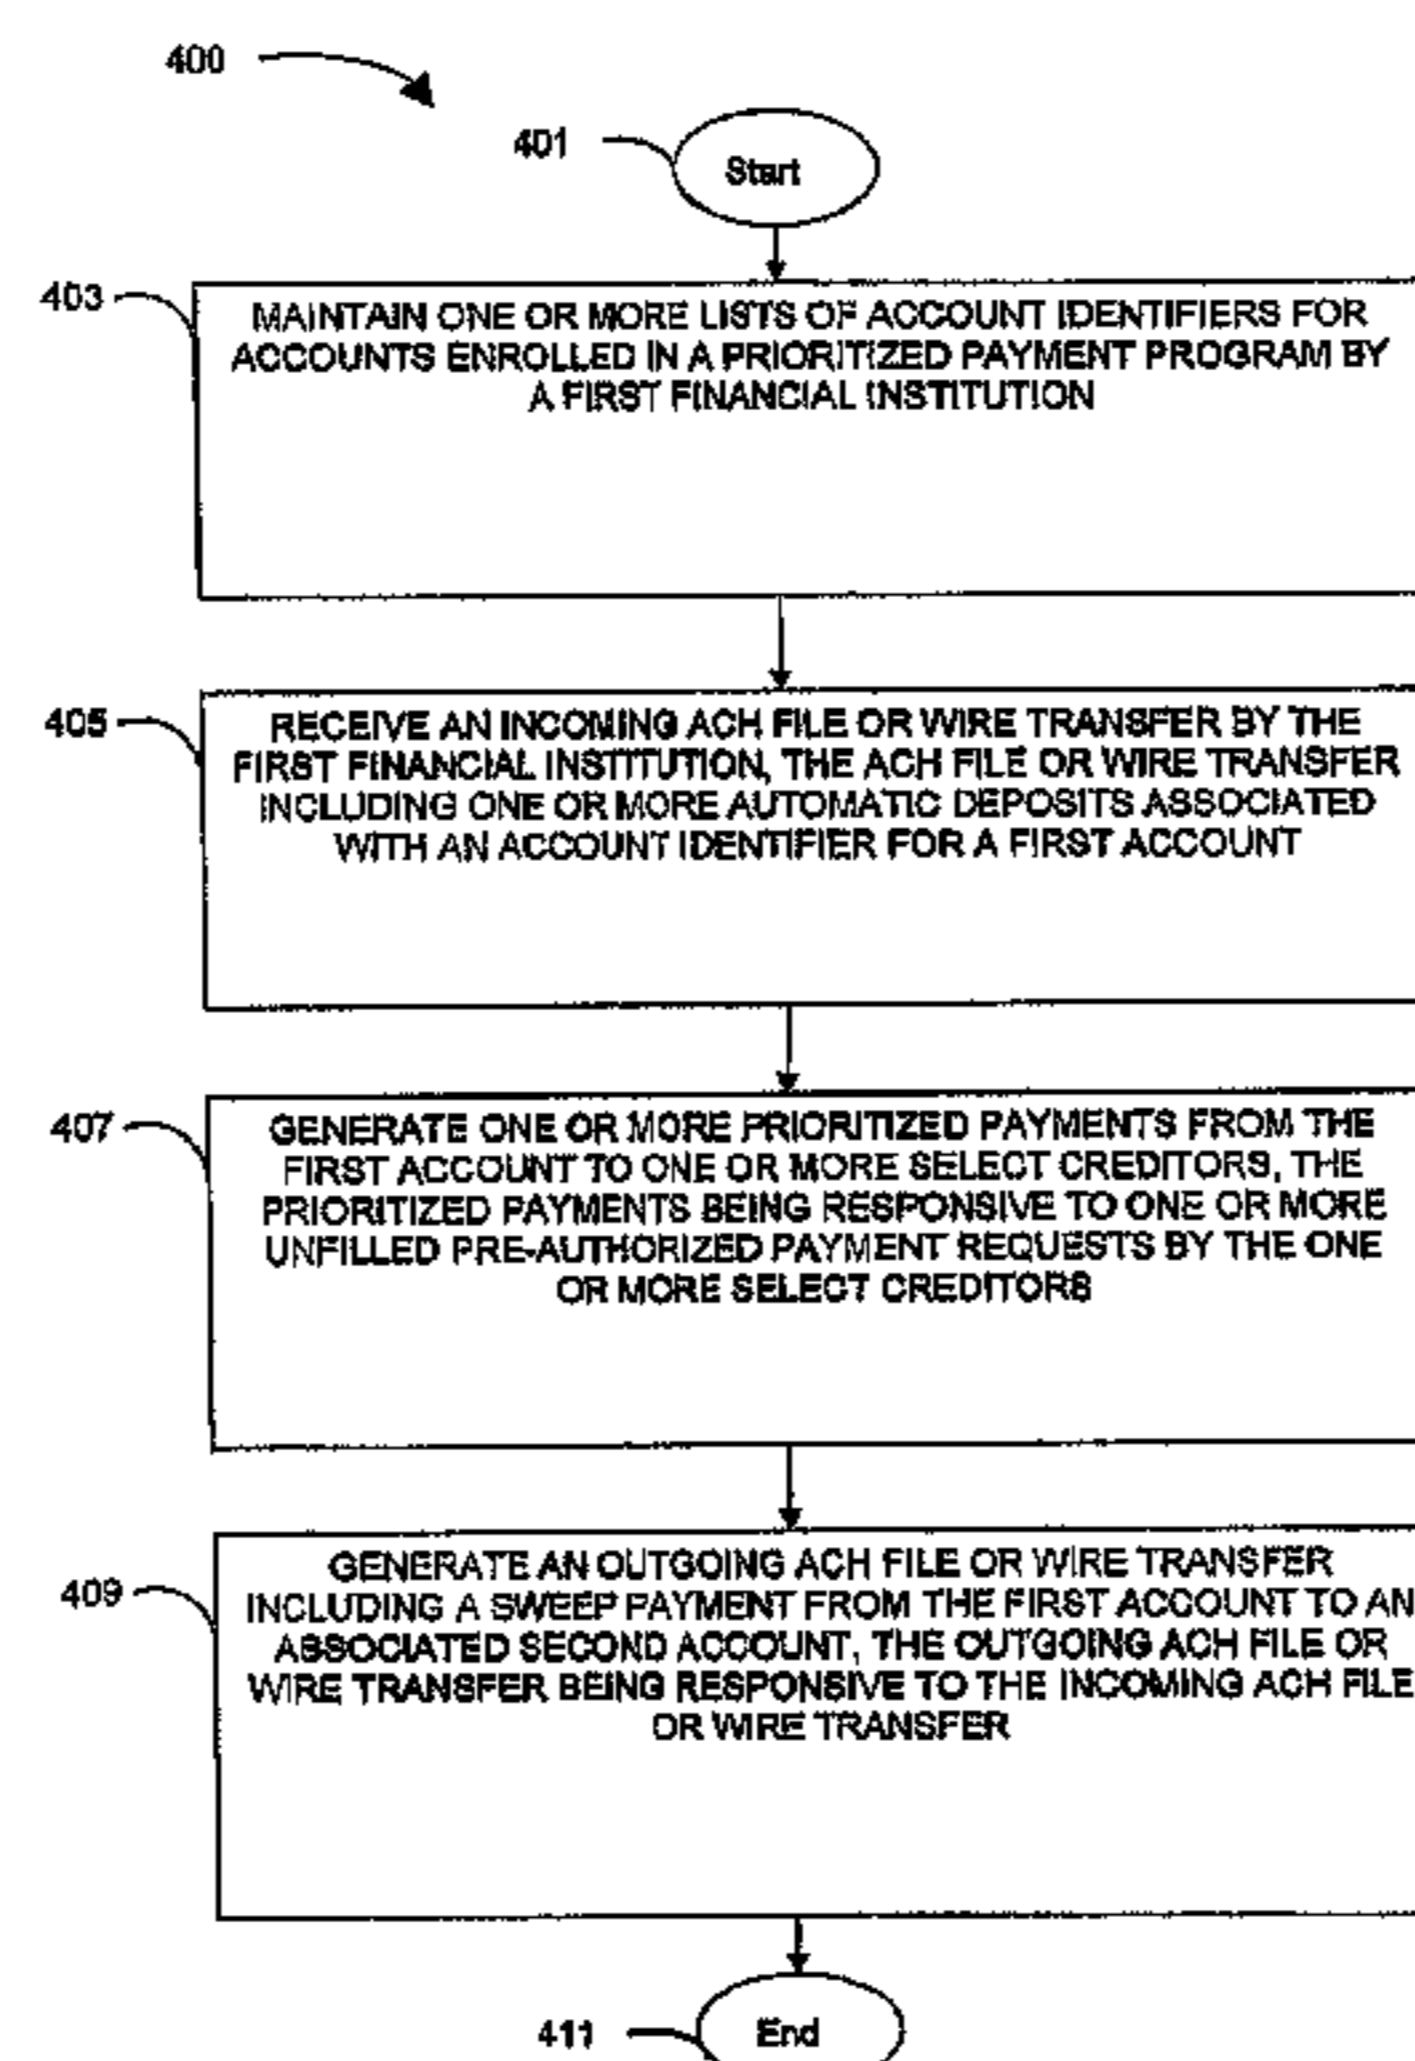 400
401
Start
403
MAINTAIN ONE OR MORE LISTS OF ACCOUNT IDENTIFIERS FOR
ACCOUNTS ENROLLED IN A PRIORITIZED PAYMENT PROGRAM BY
A FIRST FINANCIAL INSTITUTION
405
RECEIVE AN INCOMING ACH FILE OR WIRE TRANSFER BY THE
FIRST FINANCIAL INSTITUTION, THE ACH FILE OR WIRE TRANSFER
INCLUDING ONE OR MORE AUTOMATIC DEPOSITS ASSOCIATED
WITH AN ACCOUNT IDENTIFIER FOR A FIRST ACCOUNT
407
GENERATE ONE OR MORE PRIORITIZED PAYMENTS FROM THE
FIRST ACCOUNT TO ONE OR MORE SELECT CREDITORS, THE
PRIORITIZED PAYMENTS BEING RESPONSIVE TO ONE OR MORE
UNFILLED PRE-AUTHORIZED PAYMENT REQUESTS BY THE ONE
OR MORE SELECT CREDITORS
409
GENERATE AN OUTGOING ACH FILE OR WIRE TRANSFER
INCLUDING A SWEEP PAYMENT FROM THE FIRST ACCOUNT TO AN
ASSOCIATED SECOND ACCOUNT, THE OUTGOING ACH FILE OR
WIRE TRANSFER BEING RESPONSIVE TO THE INCOMING ACH FILE
OR WIRE TRANSFER
411
End